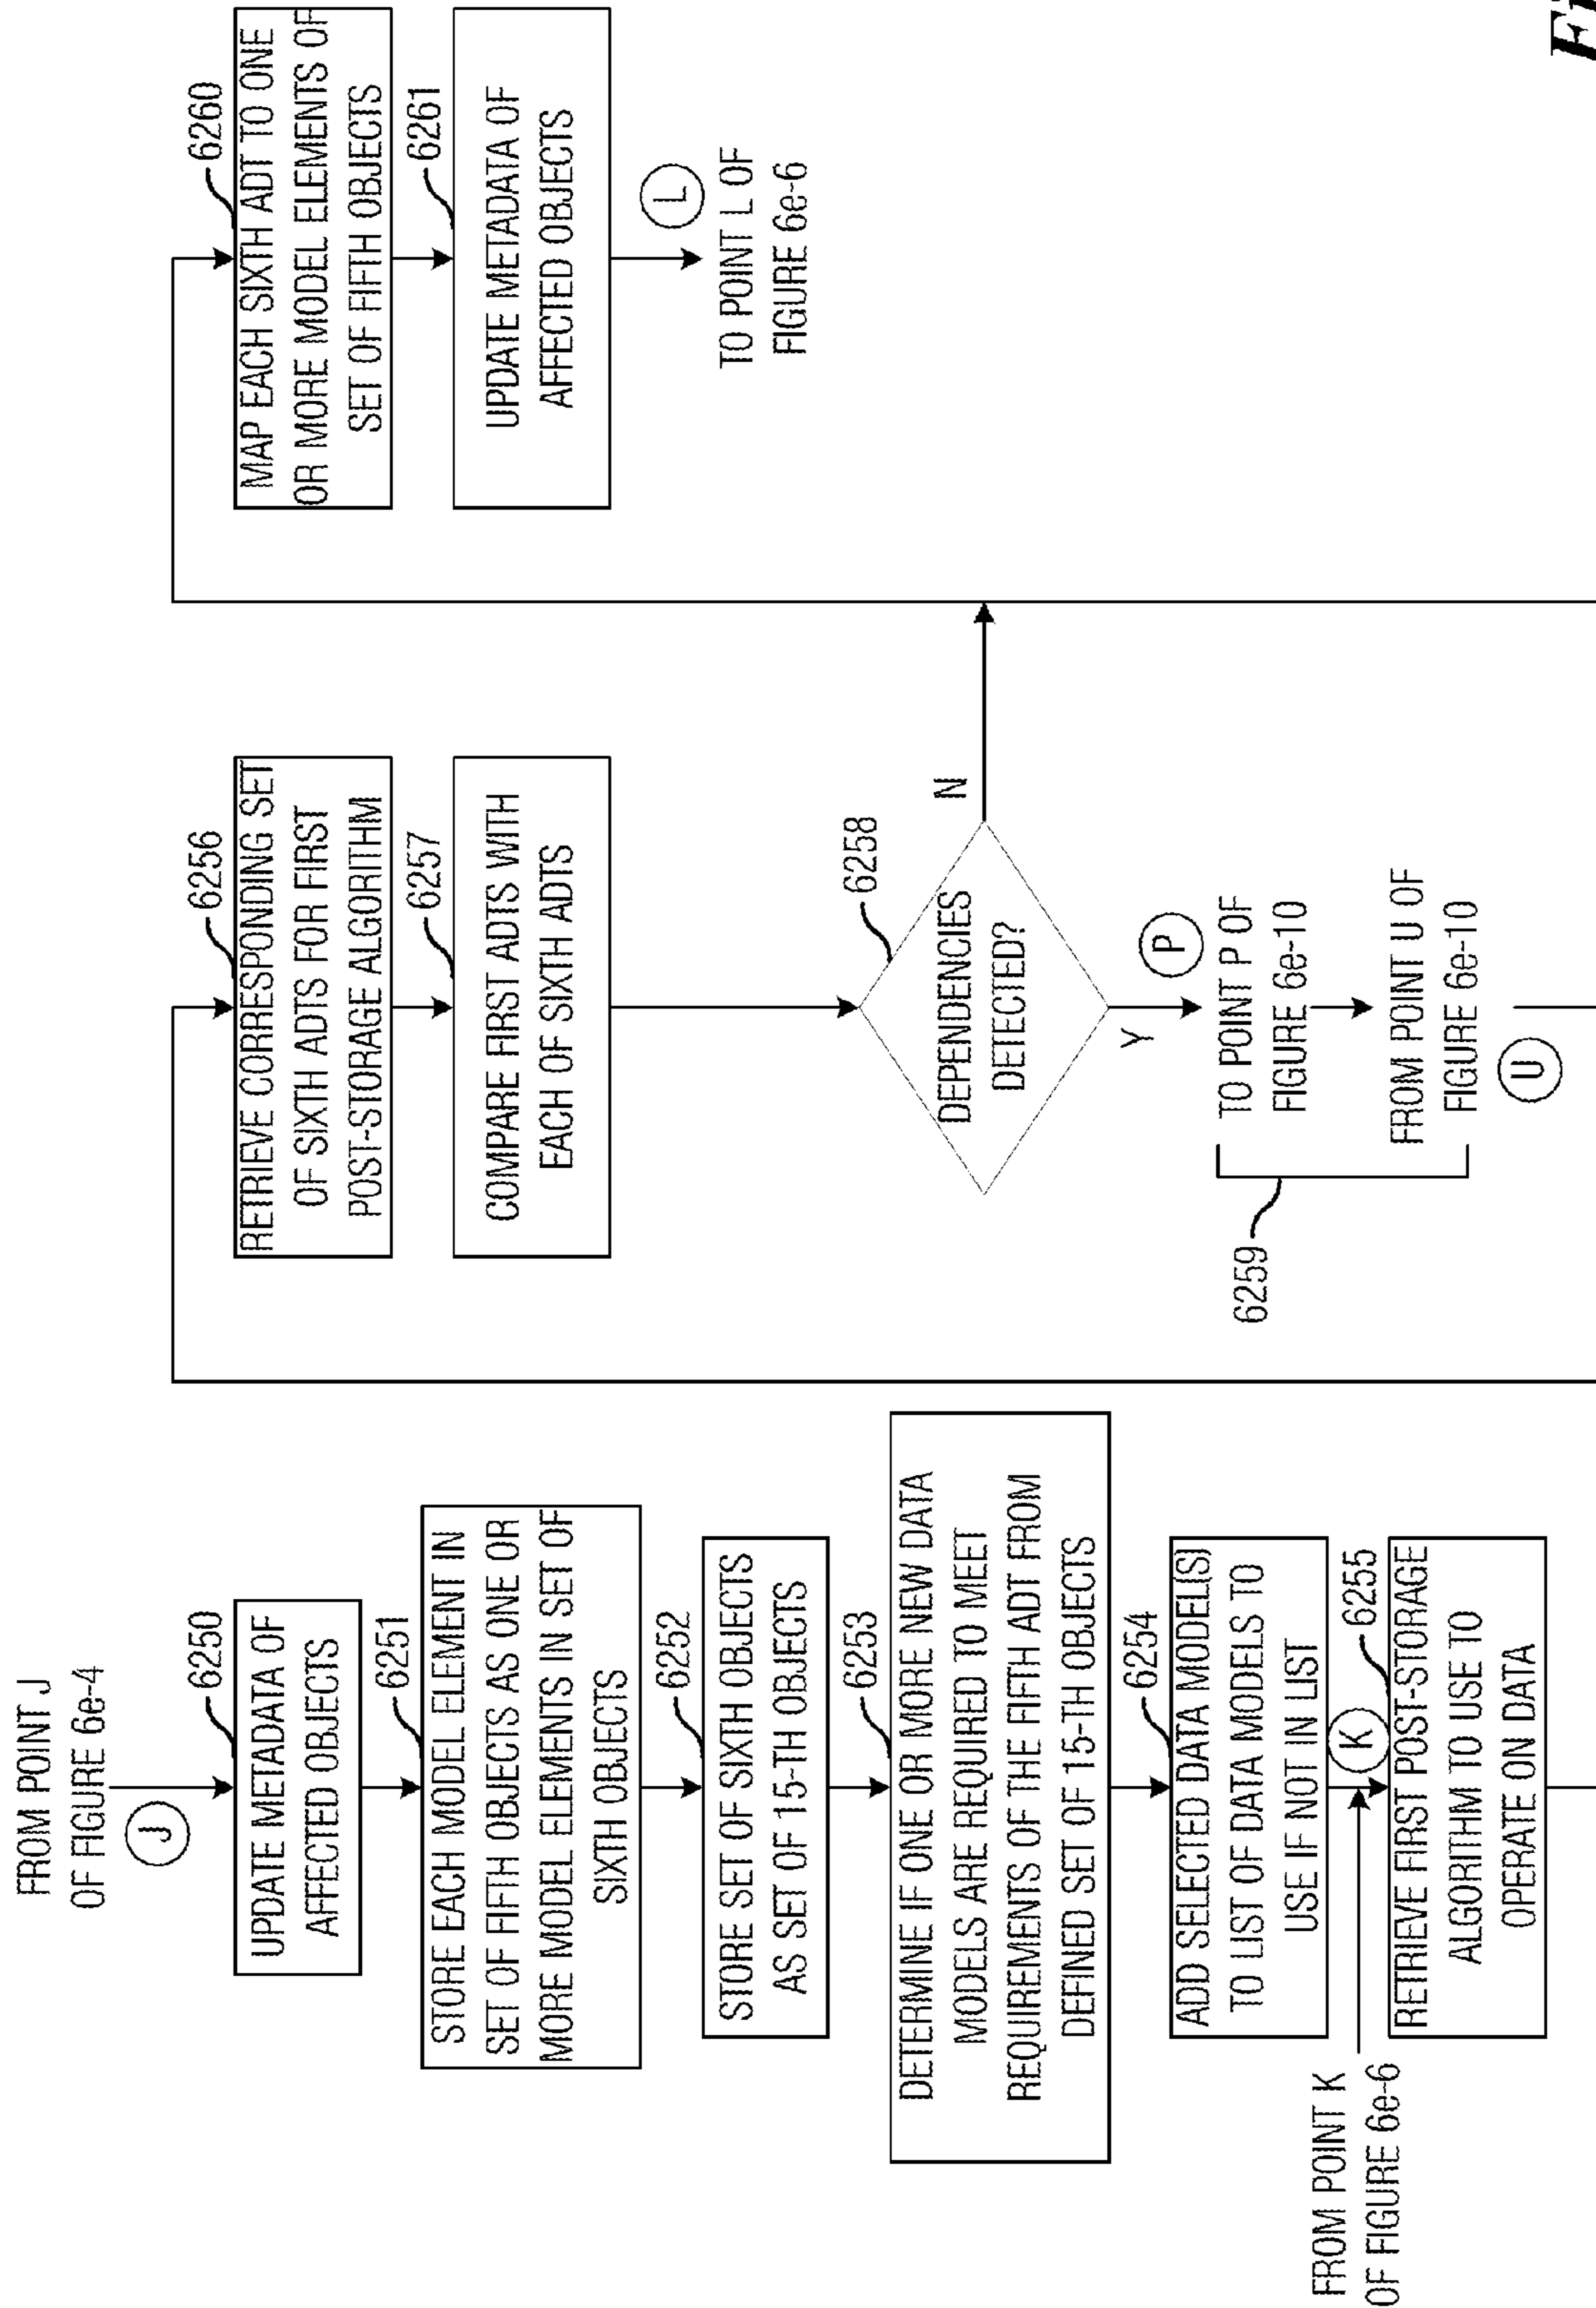 FROM POINT J
OF FIGURE 6e-4
J
6250
UPDATE METADATA OF
AFFECTED OBJECTS
6251
STORE EACH MODEL ELEMENT IN
SET OF FIFTH OBJECTS AS ONE OR
MORE MODEL ELEMENTS IN SET OF
SIXTH OBJECTS
6252
STORE SET OF SIXTH OBJECTS
AS SET OF 15-TH OBJECTS
6253
DETERMINE IF ONE OR MORE NEW DATA
MODELS ARE REQUIRED TO MEET
REQUIREMENTS OF THE FIFTH ADT FROM
DEFINED SET OF 15-TH OBJECTS
6254
ADD SELECTED DATA MODEL(S)
TO LIST OF DATA MODELS TO
USE IF NOT IN LIST
FROM POINT K
OF FIGURE 6e-6
K
6255
RETRIEVE FIRST POST-STORAGE
ALGORITHM TO USE TO
OPERATE ON DATA
6256
RETRIEVE CORRESPONDING SET
OF SIXTH ADTS FOR FIRST
POST-STORAGE ALGORITHM
6257
COMPARE FIRST ADTS WITH
EACH OF SIXTH ADTS
6258
DEPENDENCIES
DETECTED?
N
Y
P
6259
TO POINT P OF
FIGURE 6e-10
FROM POINT U OF
FIGURE 6e-10
U
6260
MAP EACH SIXTH ADT TO ONE
OR MORE MODEL ELEMENTS OF
SET OF FIFTH OBJECTS
6261
UPDATE METADATA OF
AFFECTED OBJECTS
L
TO POINT L OF
FIGURE 6e-6